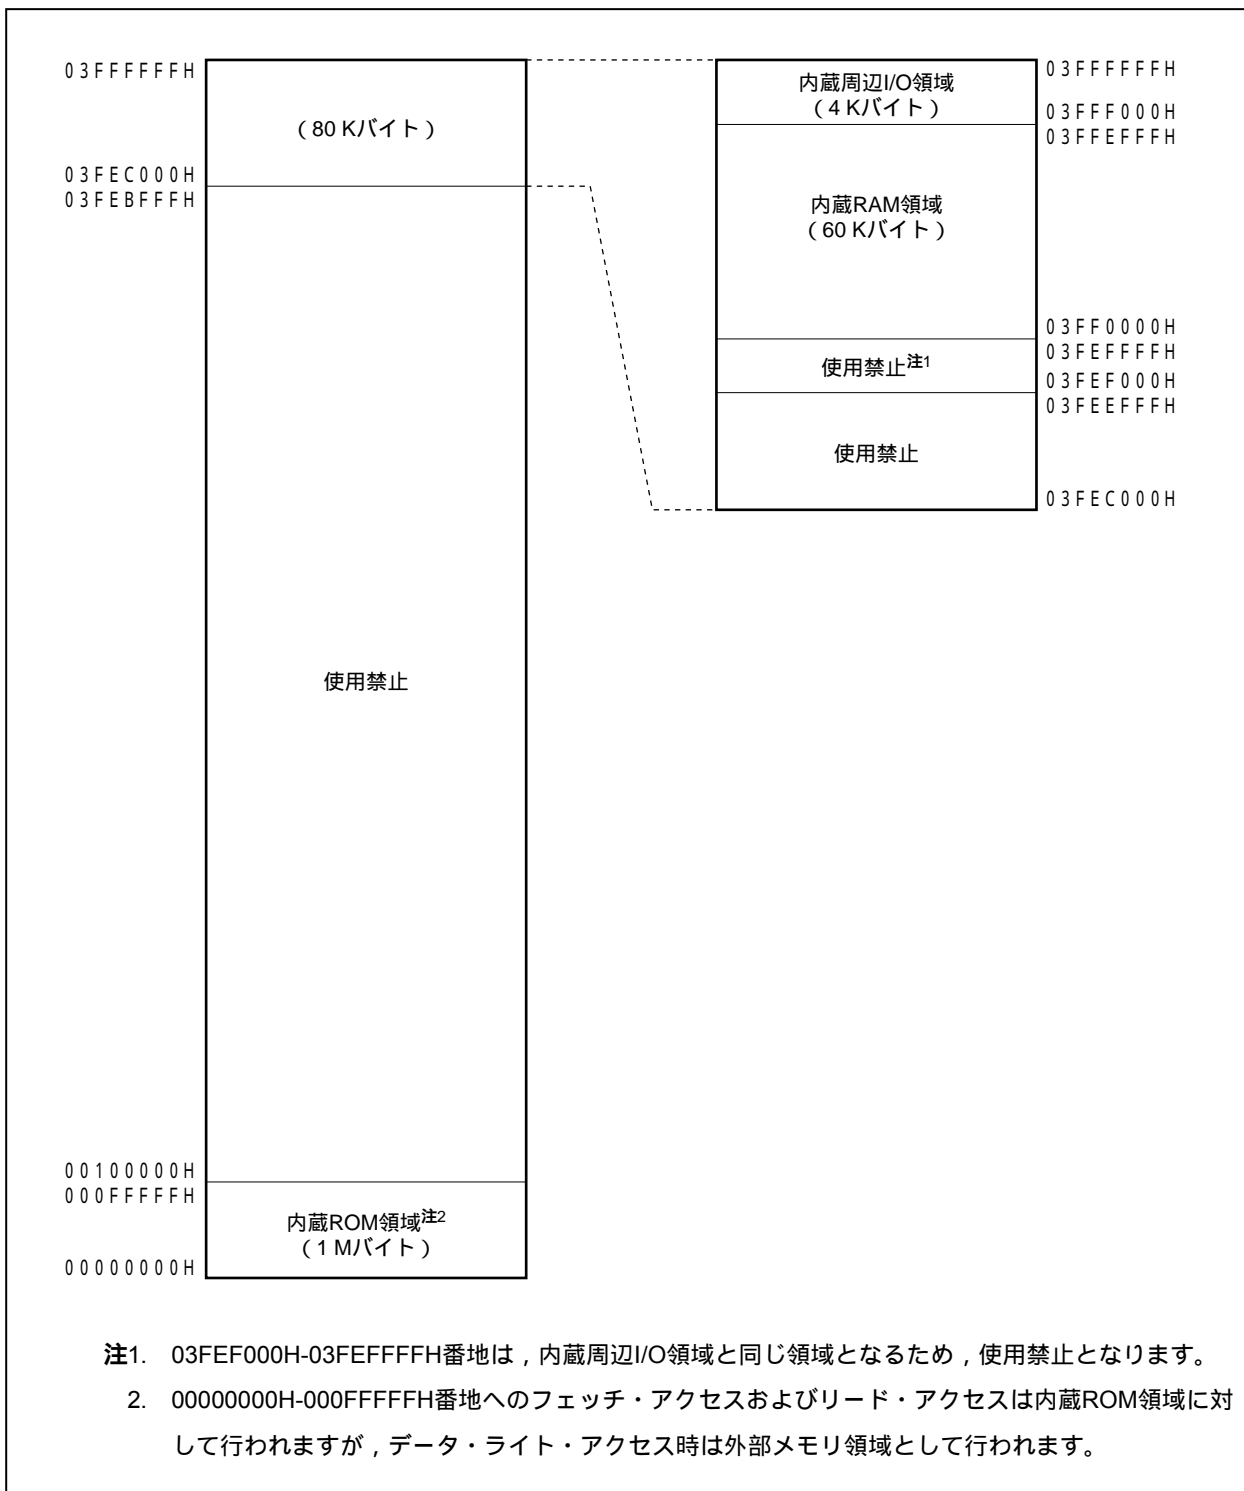 03FFFFFFH
(80 Kバイト)
03FEC000H
03FEBFFFH
使用禁止
00100000H
000FFFFFH
内蔵ROM領域注2
(1 Mバイト)
00000000H
内蔵周辺I/O領域
(4 Kバイト)
03FFFFFFH
03FFF000H
03FFEFFFH
内蔵RAM領域
(60 Kバイト)
03FF0000H
03FEFFFFH
使用禁止注1
03FEF000H
03FEEFFFH
使用禁止
03FEC000H
注1. 03FEF000H-03FEFFFFH番地は,内蔵周辺I/O領域と同じ領域となるため,使用禁止となります。
2. 00000000H-000FFFFFH番地へのフェッチ・アクセスおよびリード・アクセスは内蔵ROM領域に対
して行われますが,データ・ライト・アクセス時は外部メモリ領域として行われます。